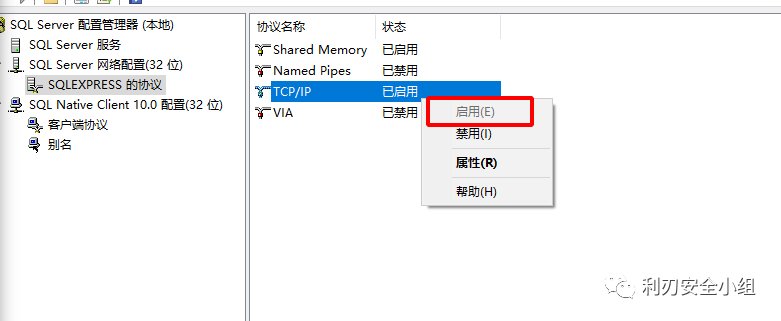 SQL Server 配置管理器 (本地)
SQL Server 服务
SQL Server 网络配置(32 位)
SQLEXPRESS 的协议
SQL Native Client 10.0 配置(32 位)
客户端协议
别名
协议名称 状态
Shared Memory 已启用
Named Pipes 已禁用
TCP/IP 已启用
VIA 已禁用
启用(E)
禁用(I)
属性(R)
帮助(H)
利刃安全小组